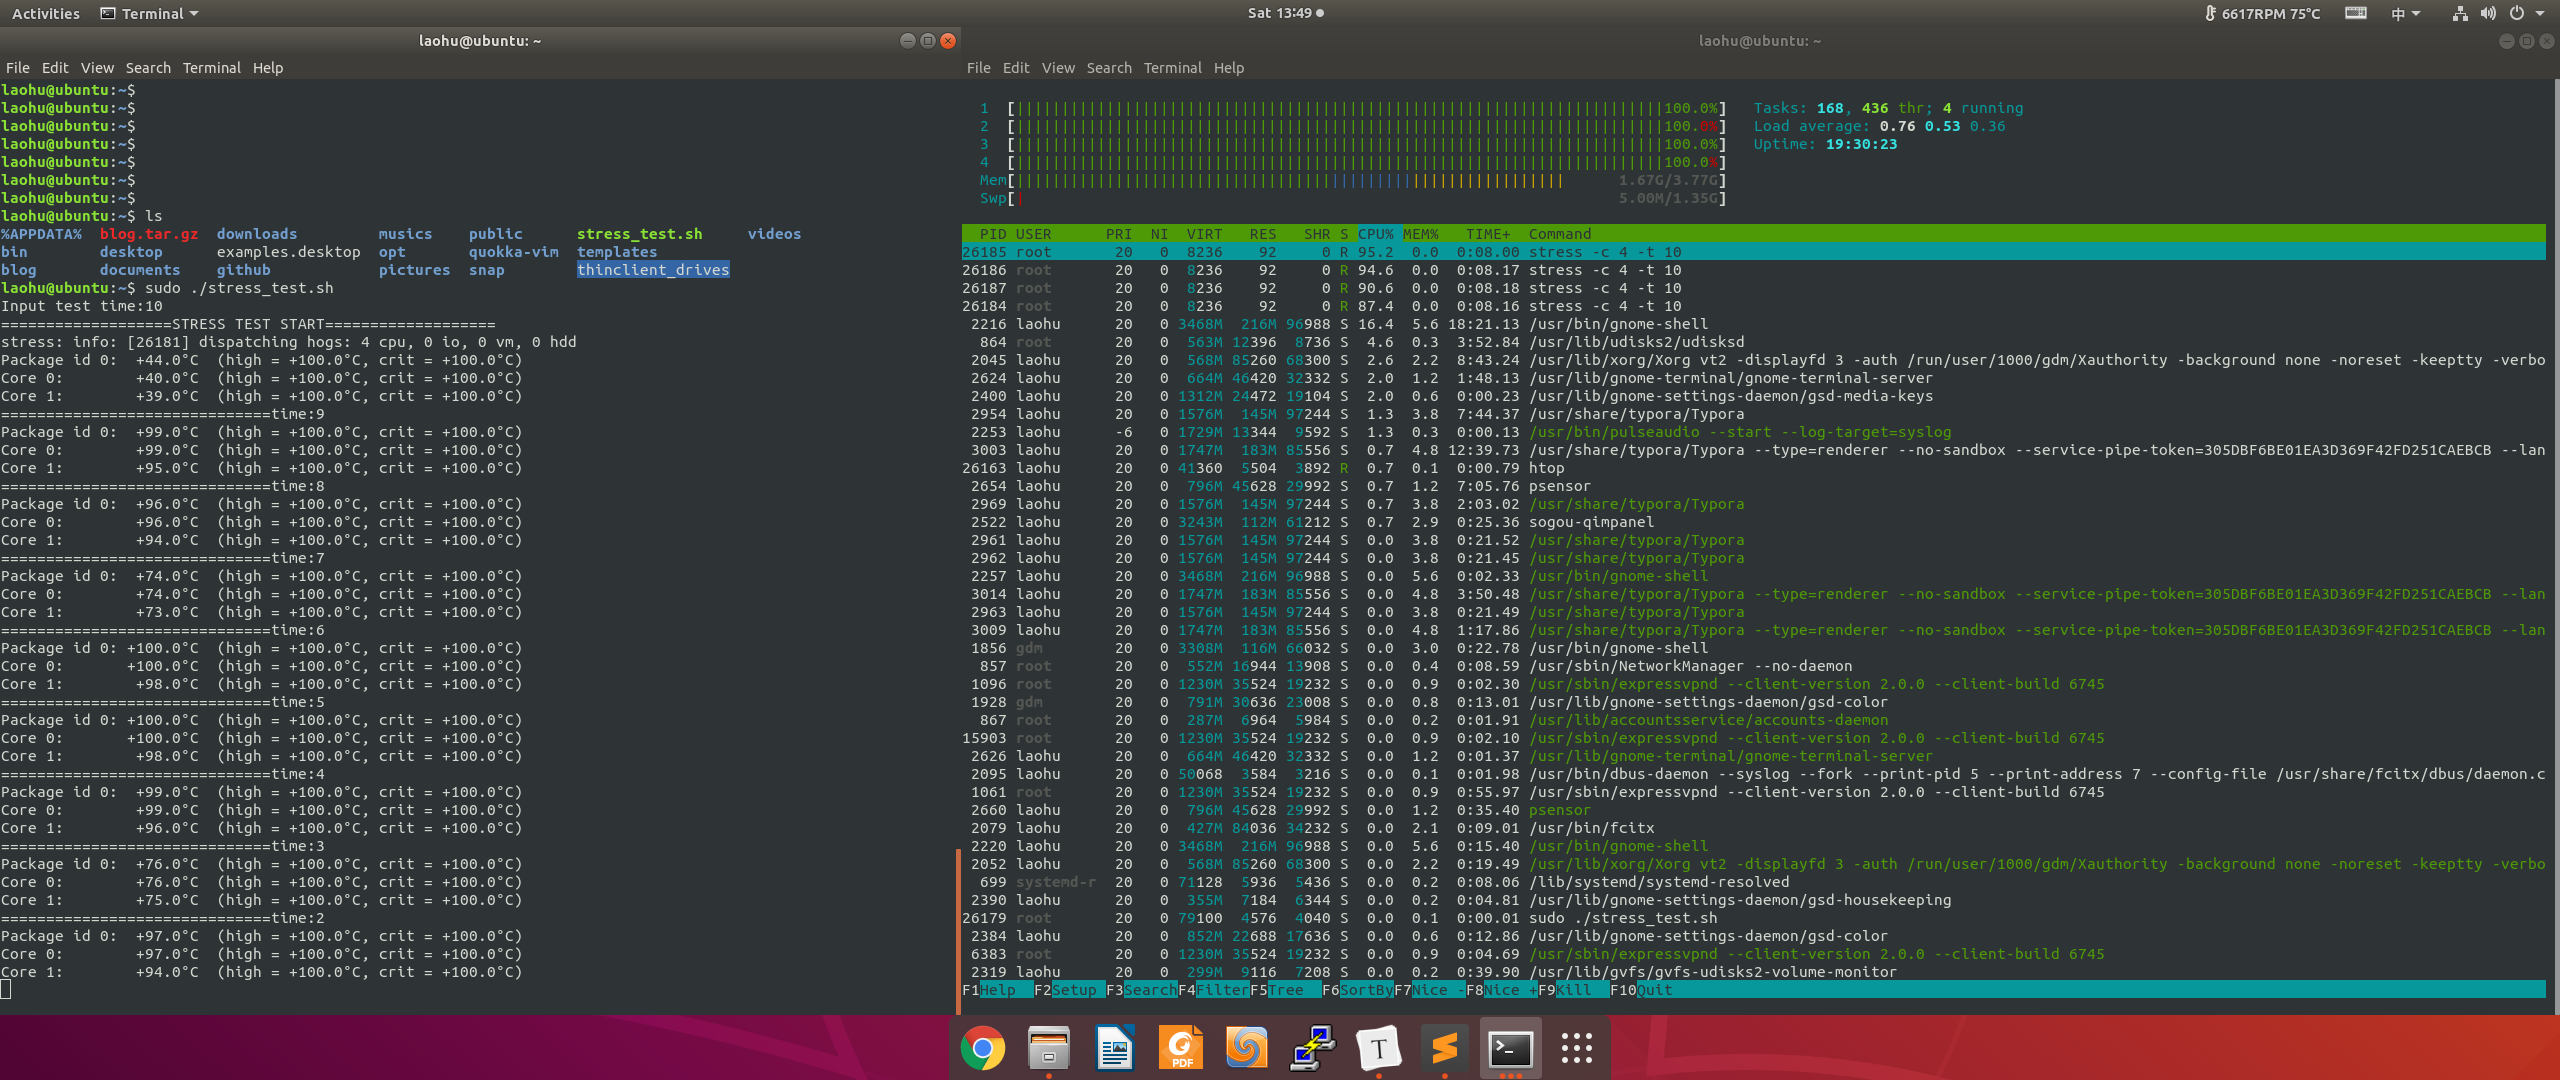 Activities Terminal Sat 13:49 6617RPM 75°C 中
laohu@ubuntu: ~
File Edit View Search Terminal Help
laohu@ubuntu:~$
laohu@ubuntu:~$
laohu@ubuntu:~$
laohu@ubuntu:~$
laohu@ubuntu:~$
laohu@ubuntu:~$
laohu@ubuntu:~$
laohu@ubuntu:~$ ls
%APPDATA% blog.tar.gz downloads musics public stress_test.sh videos
bin desktop examples.desktop opt quokka-vim templates
blog documents github pictures snap thinclient_drives
laohu@ubuntu:~$ sudo ./stress_test.sh
Input test time:10
===================STRESS TEST START===================
stress: info: [26181] dispatching hogs: 4 cpu, 0 io, 0 vm, 0 hdd
Package id 0: +44.0°C (high = +100.0°C, crit = +100.0°C)
Core 0: +40.0°C (high = +100.0°C, crit = +100.0°C)
Core 1: +39.0°C (high = +100.0°C, crit = +100.0°C)
==============================time:9
Package id 0: +99.0°C (high = +100.0°C, crit = +100.0°C)
Core 0: +99.0°C (high = +100.0°C, crit = +100.0°C)
Core 1: +95.0°C (high = +100.0°C, crit = +100.0°C)
==============================time:8
Package id 0: +96.0°C (high = +100.0°C, crit = +100.0°C)
Core 0: +96.0°C (high = +100.0°C, crit = +100.0°C)
Core 1: +94.0°C (high = +100.0°C, crit = +100.0°C)
==============================time:7
Package id 0: +74.0°C (high = +100.0°C, crit = +100.0°C)
Core 0: +74.0°C (high = +100.0°C, crit = +100.0°C)
Core 1: +73.0°C (high = +100.0°C, crit = +100.0°C)
==============================time:6
Package id 0: +100.0°C (high = +100.0°C, crit = +100.0°C)
Core 0: +100.0°C (high = +100.0°C, crit = +100.0°C)
Core 1: +98.0°C (high = +100.0°C, crit = +100.0°C)
==============================time:5
Package id 0: +100.0°C (high = +100.0°C, crit = +100.0°C)
Core 0: +100.0°C (high = +100.0°C, crit = +100.0°C)
Core 1: +98.0°C (high = +100.0°C, crit = +100.0°C)
==============================time:4
Package id 0: +99.0°C (high = +100.0°C, crit = +100.0°C)
Core 0: +99.0°C (high = +100.0°C, crit = +100.0°C)
Core 1: +96.0°C (high = +100.0°C, crit = +100.0°C)
==============================time:3
Package id 0: +76.0°C (high = +100.0°C, crit = +100.0°C)
Core 0: +76.0°C (high = +100.0°C, crit = +100.0°C)
Core 1: +75.0°C (high = +100.0°C, crit = +100.0°C)
==============================time:2
Package id 0: +97.0°C (high = +100.0°C, crit = +100.0°C)
Core 0: +97.0°C (high = +100.0°C, crit = +100.0°C)
Core 1: +94.0°C (high = +100.0°C, crit = +100.0°C)
laohu@ubuntu: ~
File Edit View Search Terminal Help
1 [100.0%] Tasks: 168, 436 thr; 4 running
2 [100.0%] Load average: 0.76 0.53 0.36
3 [100.0%] Uptime: 19:30:23
4 [100.0%]
Mem[1.67G/3.77G]
Swp[5.00M/1.35G]
PID USER PRI NI VIRT RES SHR S CPU% MEM% TIME+ Command
26185 root 20 0 8236 92 0 R 95.2 0.0 0:08.00 stress -c 4 -t 10
26186 root 20 0 8236 92 0 R 94.6 0.0 0:08.17 stress -c 4 -t 10
26187 root 20 0 8236 92 0 R 90.6 0.0 0:08.18 stress -c 4 -t 10
26184 root 20 0 8236 92 0 R 87.4 0.0 0:08.16 stress -c 4 -t 10
2216 laohu 20 0 3468M 216M 96988 S 16.4 5.6 18:21.13 /usr/bin/gnome-shell
864 root 20 0 563M 12396 8736 S 4.6 0.3 3:52.84 /usr/lib/udisks2/udisksd
2045 laohu 20 0 568M 85260 68300 S 2.6 2.2 8:43.24 /usr/lib/xorg/Xorg vt2 -displayfd 3 -auth /run/user/1000/gdm/Xauthority -background none -noreset -keeptty -verbo
2624 laohu 20 0 664M 46420 32332 S 2.0 1.2 1:48.13 /usr/lib/gnome-terminal/gnome-terminal-server
2400 laohu 20 0 1312M 24472 19104 S 2.0 0.6 0:00.23 /usr/lib/gnome-settings-daemon/gsd-media-keys
2954 laohu 20 0 1576M 145M 97244 S 1.3 3.8 7:44.37 /usr/share/typora/Typora
2253 laohu -6 0 1729M 13344 9592 S 1.3 0.3 0:00.13 /usr/bin/pulseaudio --start --log-target=syslog
3003 laohu 20 0 1747M 183M 85556 S 0.7 4.8 12:39.73 /usr/share/typora/Typora --type=renderer --no-sandbox --service-pipe-token=305DBF6BE01EA3D369F42FD251CAEBCB --lan
26163 laohu 20 0 41360 5504 3892 R 0.7 0.1 0:00.79 htop
2654 laohu 20 0 796M 45628 29992 S 0.7 1.2 7:05.76 psensor
2969 laohu 20 0 1576M 145M 97244 S 0.7 3.8 2:03.02 /usr/share/typora/Typora
2522 laohu 20 0 3243M 112M 61212 S 0.7 2.9 0:25.36 sogou-qimpanel
2961 laohu 20 0 1576M 145M 97244 S 0.0 3.8 0:21.52 /usr/share/typora/Typora
2962 laohu 20 0 1576M 145M 97244 S 0.0 3.8 0:21.45 /usr/share/typora/Typora
2257 laohu 20 0 3468M 216M 96988 S 0.0 5.6 0:02.33 /usr/bin/gnome-shell
3014 laohu 20 0 1747M 183M 85556 S 0.0 4.8 3:50.48 /usr/share/typora/Typora --type=renderer --no-sandbox --service-pipe-token=305DBF6BE01EA3D369F42FD251CAEBCB --lan
2963 laohu 20 0 1576M 145M 97244 S 0.0 3.8 0:21.49 /usr/share/typora/Typora
3009 laohu 20 0 1747M 183M 85556 S 0.0 4.8 1:17.86 /usr/share/typora/Typora --type=renderer --no-sandbox --service-pipe-token=305DBF6BE01EA3D369F42FD251CAEBCB --lan
1856 gdm 20 0 3308M 116M 66032 S 0.0 3.0 0:22.78 /usr/bin/gnome-shell
857 root 20 0 552M 16944 13908 S 0.0 0.4 0:08.59 /usr/sbin/NetworkManager --no-daemon
1096 root 20 0 1230M 35524 19232 S 0.0 0.9 0:02.30 /usr/sbin/expressvpnd --client-version 2.0.0 --client-build 6745
1928 gdm 20 0 791M 30636 23008 S 0.0 0.8 0:13.01 /usr/lib/gnome-settings-daemon/gsd-color
867 root 20 0 287M 6964 5984 S 0.0 0.2 0:01.91 /usr/lib/accountsservice/accounts-daemon
15903 root 20 0 1230M 35524 19232 S 0.0 0.9 0:02.10 /usr/sbin/expressvpnd --client-version 2.0.0 --client-build 6745
2626 laohu 20 0 664M 46420 32332 S 0.0 1.2 0:01.37 /usr/lib/gnome-terminal/gnome-terminal-server
2095 laohu 20 0 50068 3584 3216 S 0.0 0.1 0:01.98 /usr/bin/dbus-daemon --syslog --fork --print-pid 5 --print-address 7 --config-file /usr/share/fcitx/dbus/daemon.c
1061 root 20 0 1230M 35524 19232 S 0.0 0.9 0:55.97 /usr/sbin/expressvpnd --client-version 2.0.0 --client-build 6745
2660 laohu 20 0 796M 45628 29992 S 0.0 1.2 0:35.40 psensor
2079 laohu 20 0 427M 84036 34232 S 0.0 2.1 0:09.01 /usr/bin/fcitx
2220 laohu 20 0 3468M 216M 96988 S 0.0 5.6 0:15.40 /usr/bin/gnome-shell
2052 laohu 20 0 568M 85260 68300 S 0.0 2.2 0:19.49 /usr/lib/xorg/Xorg vt2 -displayfd 3 -auth /run/user/1000/gdm/Xauthority -background none -noreset -keeptty -verbo
699 systemd-r 20 0 71128 5936 5436 S 0.0 0.2 0:08.06 /lib/systemd/systemd-resolved
2390 laohu 20 0 355M 7184 6344 S 0.0 0.2 0:04.81 /usr/lib/gnome-settings-daemon/gsd-housekeeping
26179 root 20 0 79100 4576 4040 S 0.0 0.1 0:00.01 sudo ./stress_test.sh
2384 laohu 20 0 852M 22688 17636 S 0.0 0.6 0:12.86 /usr/lib/gnome-settings-daemon/gsd-color
6383 root 20 0 1230M 35524 19232 S 0.0 0.9 0:04.69 /usr/sbin/expressvpnd --client-version 2.0.0 --client-build 6745
2319 laohu 20 0 299M 9116 7208 S 0.0 0.2 0:39.90 /usr/lib/gvfs/gvfs-udisks2-volume-monitor
F1Help F2Setup F3SearchF4FilterF5Tree F6SortByF7Nice -F8Nice +F9Kill F10Quit
PDF
T